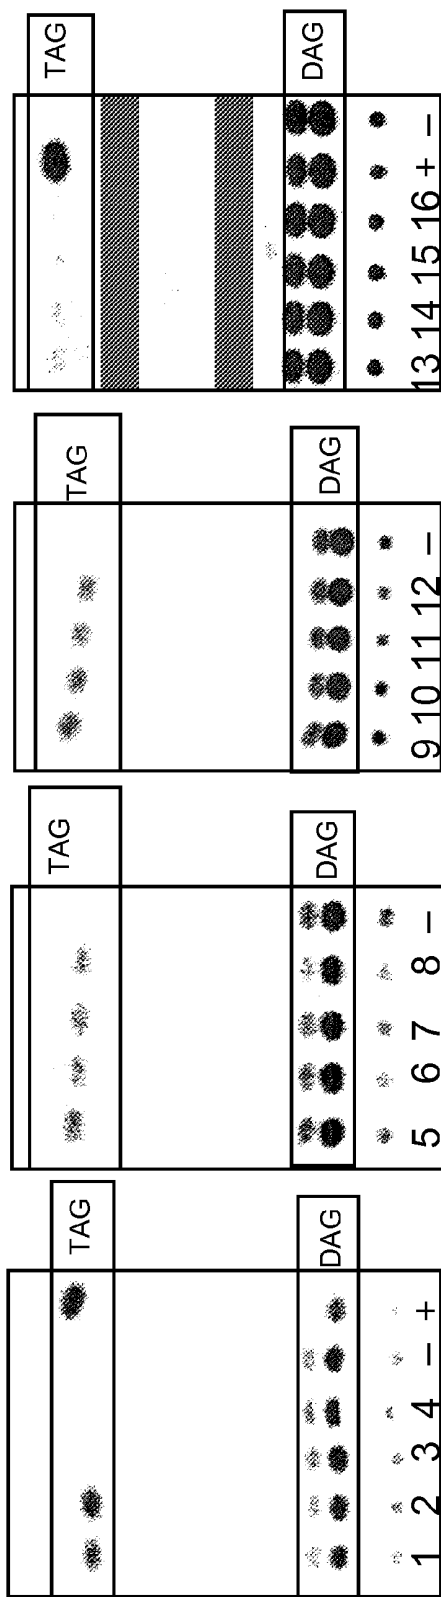 TAG
DAG
13 14 15 16 + –
TAG
DAG
9 10 11 12 –
TAG
DAG
5 6 7 8 –
TAG
DAG
1 2 3 4 – +